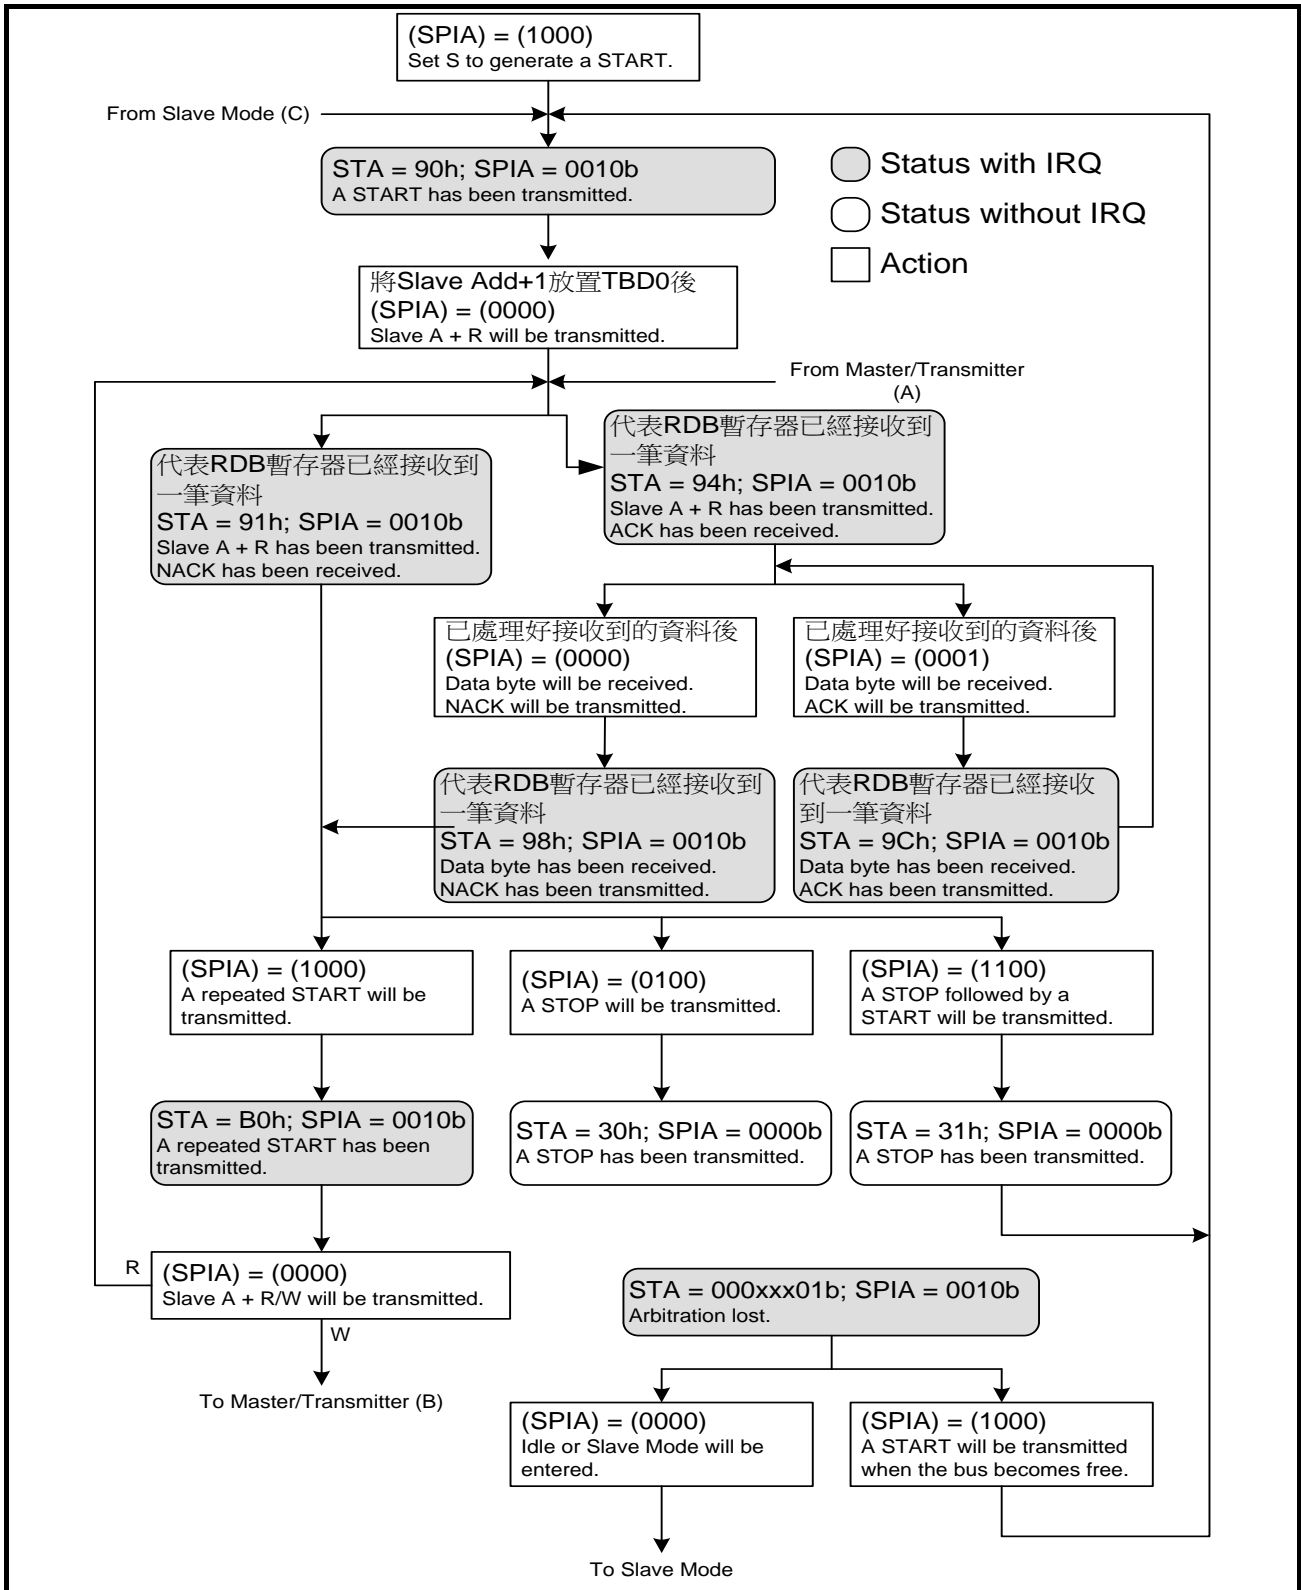 (SPIA) = (1000)
Set S to generate a START.
From Slave Mode (C)
STA = 90h; SPIA = 0010b
A START has been transmitted.
Status with IRQ
Status without IRQ
Action
將Slave Add+1放置TBD0後
(SPIA) = (0000)
Slave A + R will be transmitted.
From Master/Transmitter
(A)
代表RDB暫存器已經接收到
一筆資料
STA = 91h; SPIA = 0010b
Slave A + R has been transmitted.
NACK has been received.
代表RDB暫存器已經接收到
一筆資料
STA = 94h; SPIA = 0010b
Slave A + R has been transmitted.
ACK has been received.
已處理好接收到的資料後
(SPIA) = (0000)
Data byte will be received.
NACK will be transmitted.
已處理好接收到的資料後
(SPIA) = (0001)
Data byte will be received.
ACK will be transmitted.
代表RDB暫存器已經接收到
一筆資料
STA = 98h; SPIA = 0010b
Data byte has been received.
NACK has been transmitted.
代表RDB暫存器已經接收
到一筆資料
STA = 9Ch; SPIA = 0010b
Data byte has been received.
ACK has been transmitted.
(SPIA) = (1000)
A repeated START will be
transmitted.
(SPIA) = (0100)
A STOP will be transmitted.
(SPIA) = (1100)
A STOP followed by a
START will be transmitted.
STA = B0h; SPIA = 0010b
A repeated START has been
transmitted.
STA = 30h; SPIA = 0000b
A STOP has been transmitted.
STA = 31h; SPIA = 0000b
A STOP has been transmitted.
R
(SPIA) = (0000)
Slave A + R/W will be transmitted.
W
To Master/Transmitter (B)
STA = 000xxx01b; SPIA = 0010b
Arbitration lost.
(SPIA) = (0000)
Idle or Slave Mode will be
entered.
(SPIA) = (1000)
A START will be transmitted
when the bus becomes free.
To Slave Mode